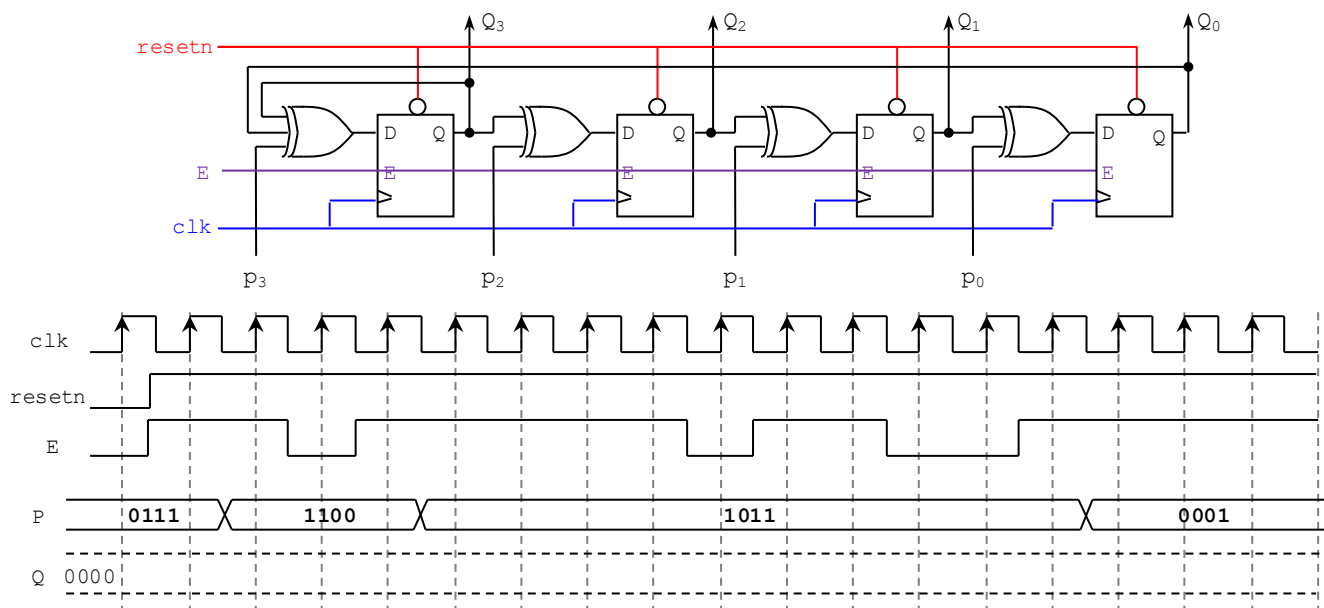 Q₃ Q₂ Q₁ Q₀
resetn
D Q D Q D Q D Q
E E E E E
clk
p₃ p₂ p₁ p₀
clk
resetn
E
P 0111 1100 1011 0001
Q 0000